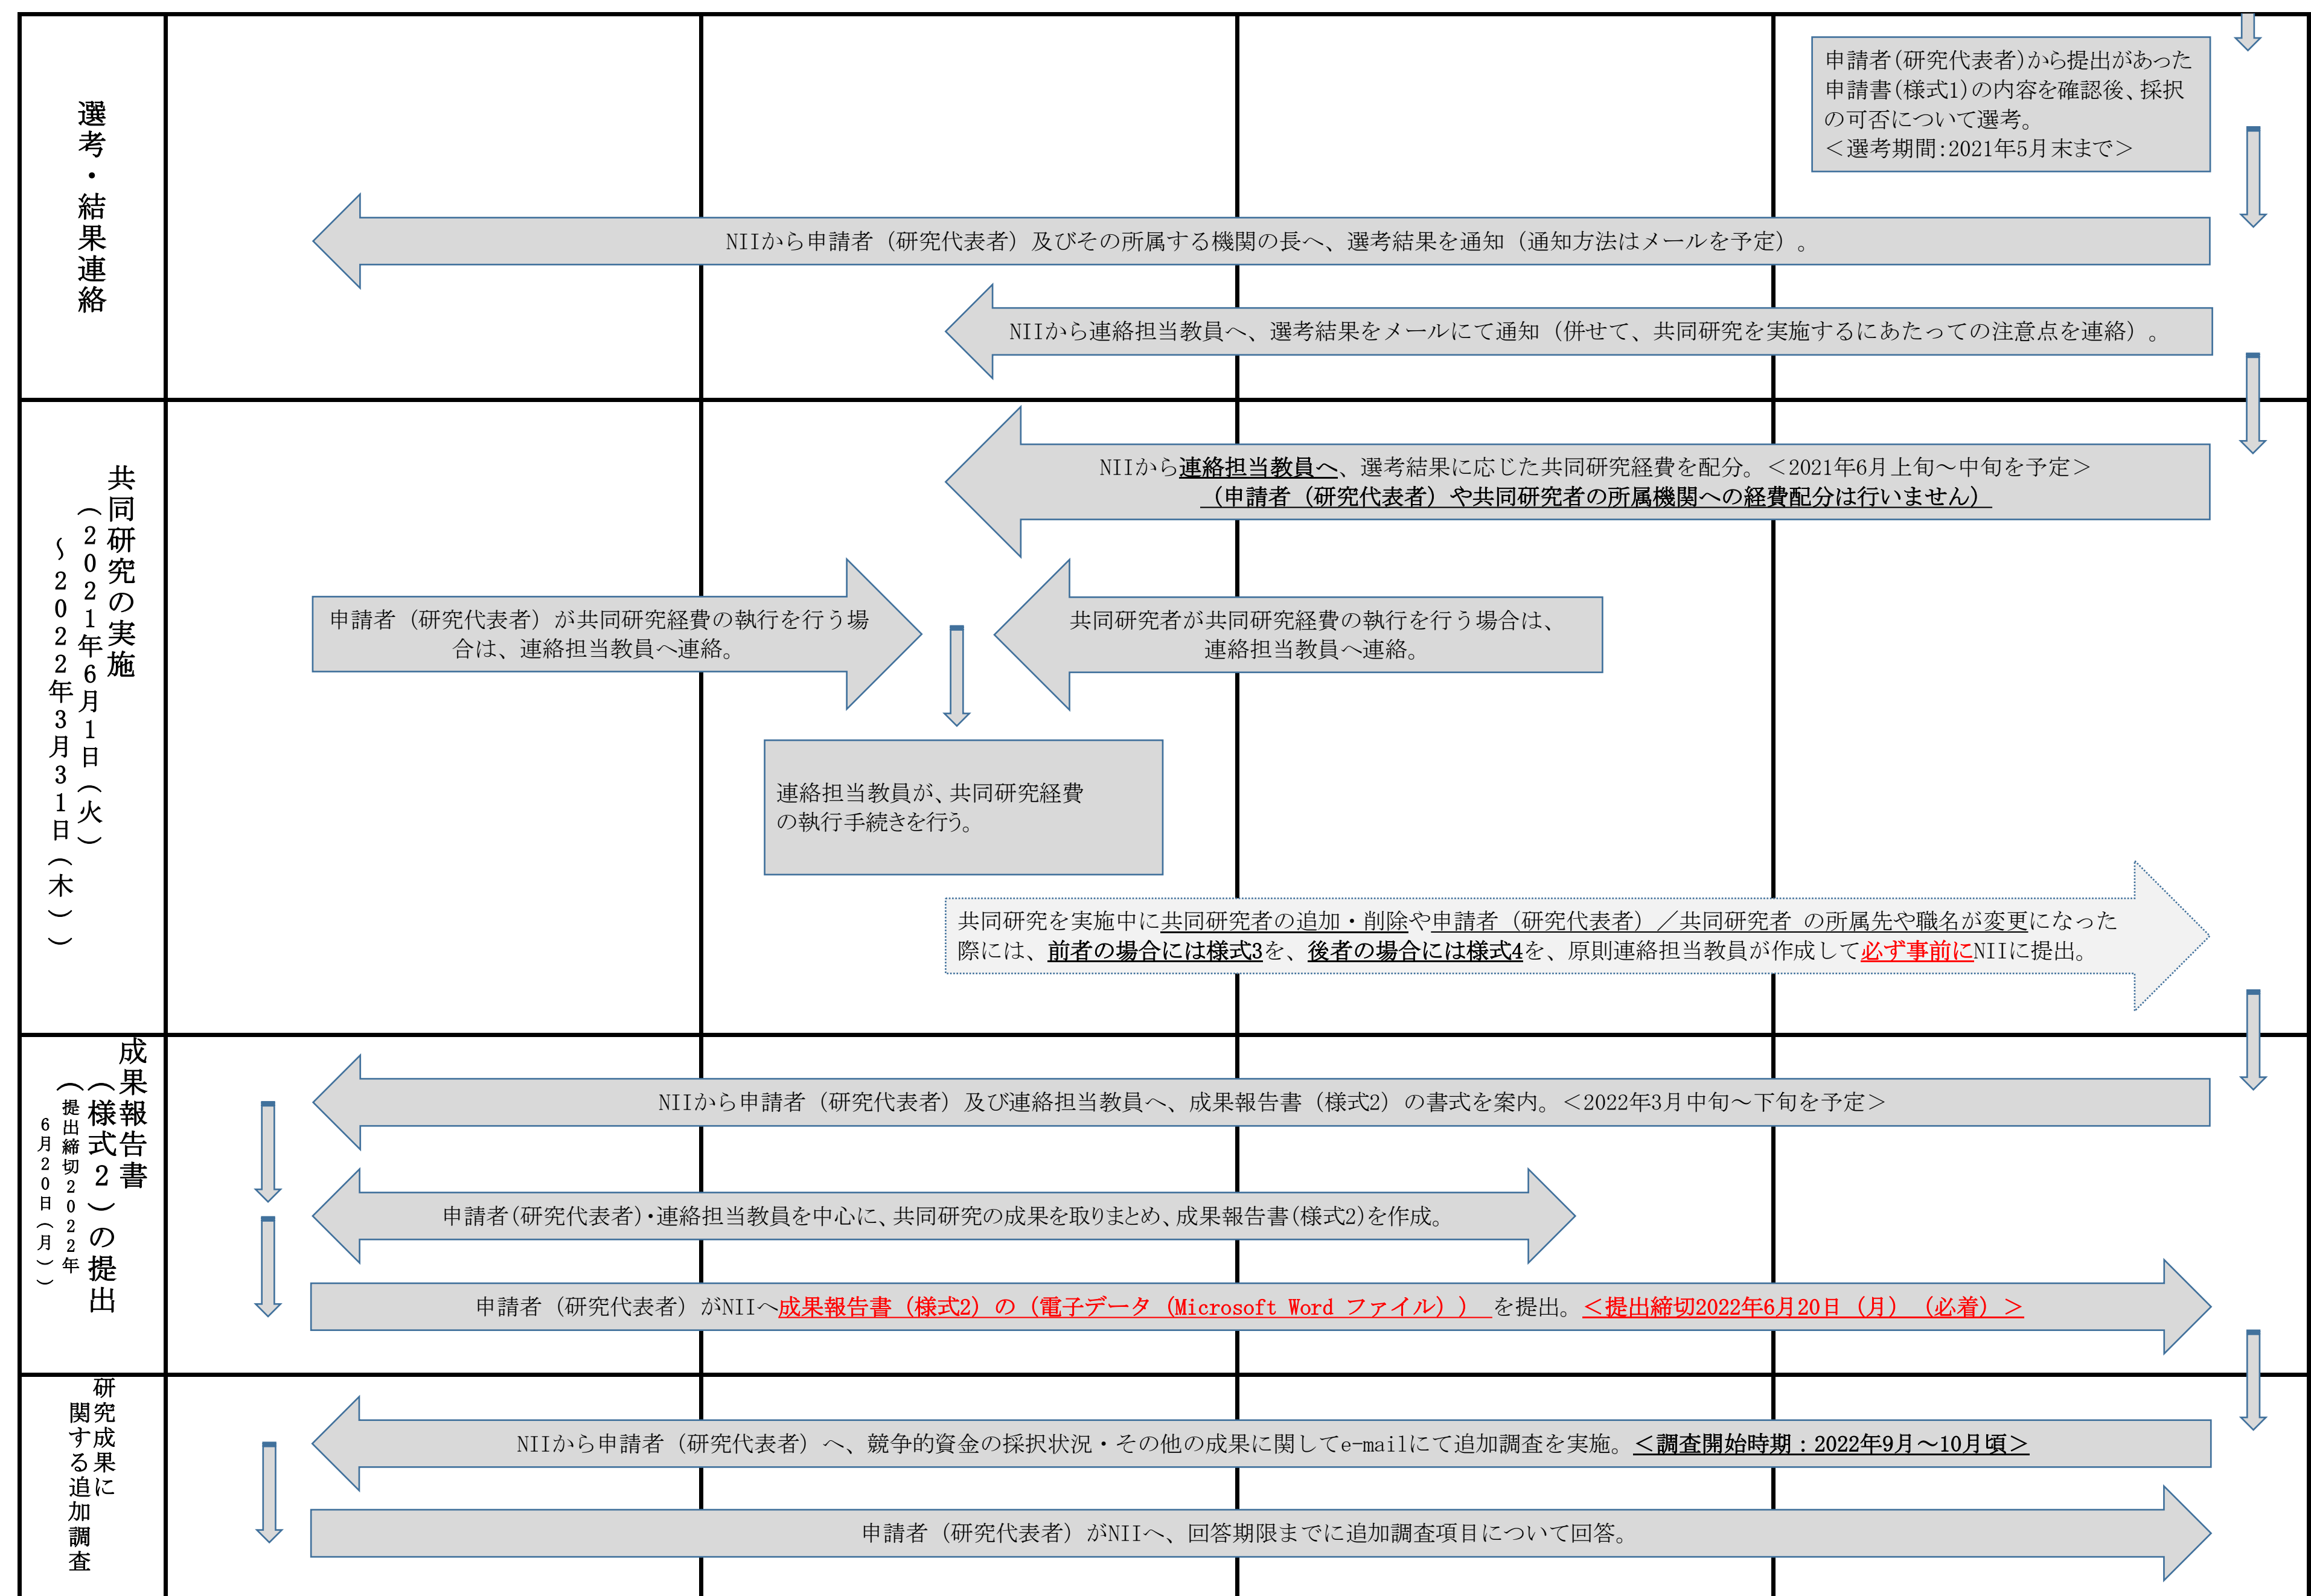 選考・結果連絡
申請者(研究代表者)から提出があった
申請書(様式1)の内容を確認後、採択
の可否について選考。
＜選考期間:2021年5月末まで＞
NIIから申請者（研究代表者）及びその所属する機関の長へ、選考結果を通知（通知方法はメールを予定）。
NIIから連絡担当教員へ、選考結果をメールにて通知（併せて、共同研究を実施するにあたっての注意点を連絡）。
共同研究の実施
（２０２１年６月１日（火）
～２０２２年３月３１日（木））
NIIから連絡担当教員へ、選考結果に応じた共同研究経費を配分。＜2021年6月上旬～中旬を予定＞
（申請者（研究代表者）や共同研究者の所属機関への経費配分は行いません）
申請者（研究代表者）が共同研究経費の執行を行う場
合は、連絡担当教員へ連絡。
共同研究者が共同研究経費の執行を行う場合は、
連絡担当教員へ連絡。
連絡担当教員が、共同研究経費
の執行手続きを行う。
共同研究を実施中に共同研究者の追加・削除や申請者（研究代表者）／共同研究者 の所属先や職名が変更になった
際には、前者の場合には様式3を、後者の場合には様式4を、原則連絡担当教員が作成して必ず事前にNIIに提出。
成果報告書
（様式２）の提出
（提出締切２０２２年
６月２０日（月））
NIIから申請者（研究代表者）及び連絡担当教員へ、成果報告書（様式2）の書式を案内。＜2022年3月中旬～下旬を予定＞
申請者(研究代表者)・連絡担当教員を中心に、共同研究の成果を取りまとめ、成果報告書(様式2)を作成。
申請者（研究代表者）がNIIへ成果報告書（様式2）の（電子データ（Microsoft Word ファイル）） を提出。＜提出締切2022年6月20日（月）（必着）＞
研究成果に
関する追加調査
NIIから申請者（研究代表者）へ、競争的資金の採択状況・その他の成果に関してe-mailにて追加調査を実施。＜調査開始時期：2022年9月～10月頃＞
申請者（研究代表者）がNIIへ、回答期限までに追加調査項目について回答。